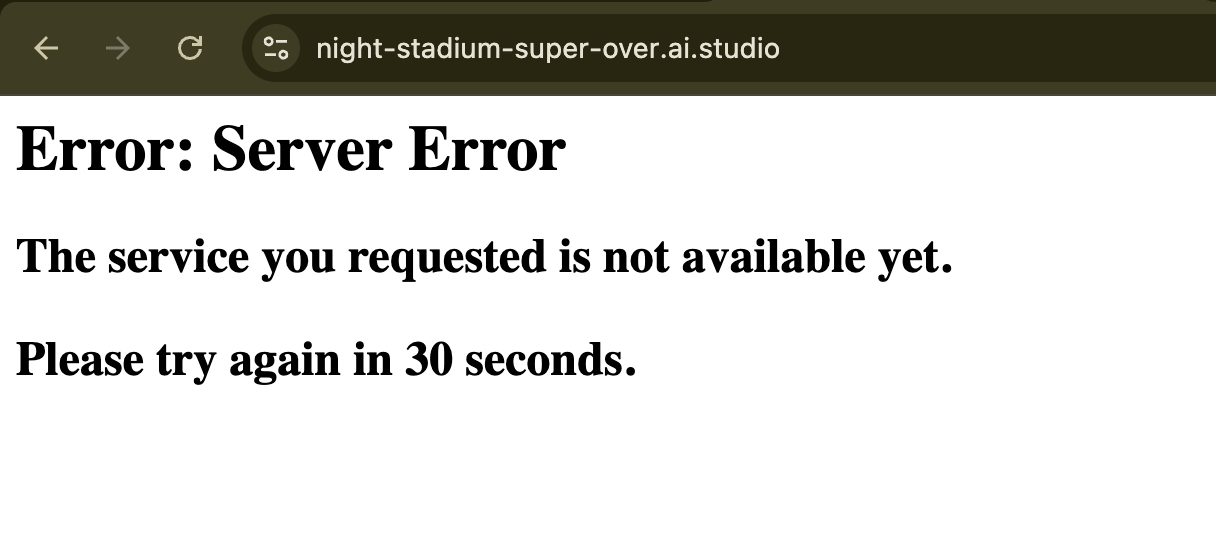 night-stadium-super-over.ai.studio
Error: Server Error
The service you requested is not available yet.
Please try again in 30 seconds.